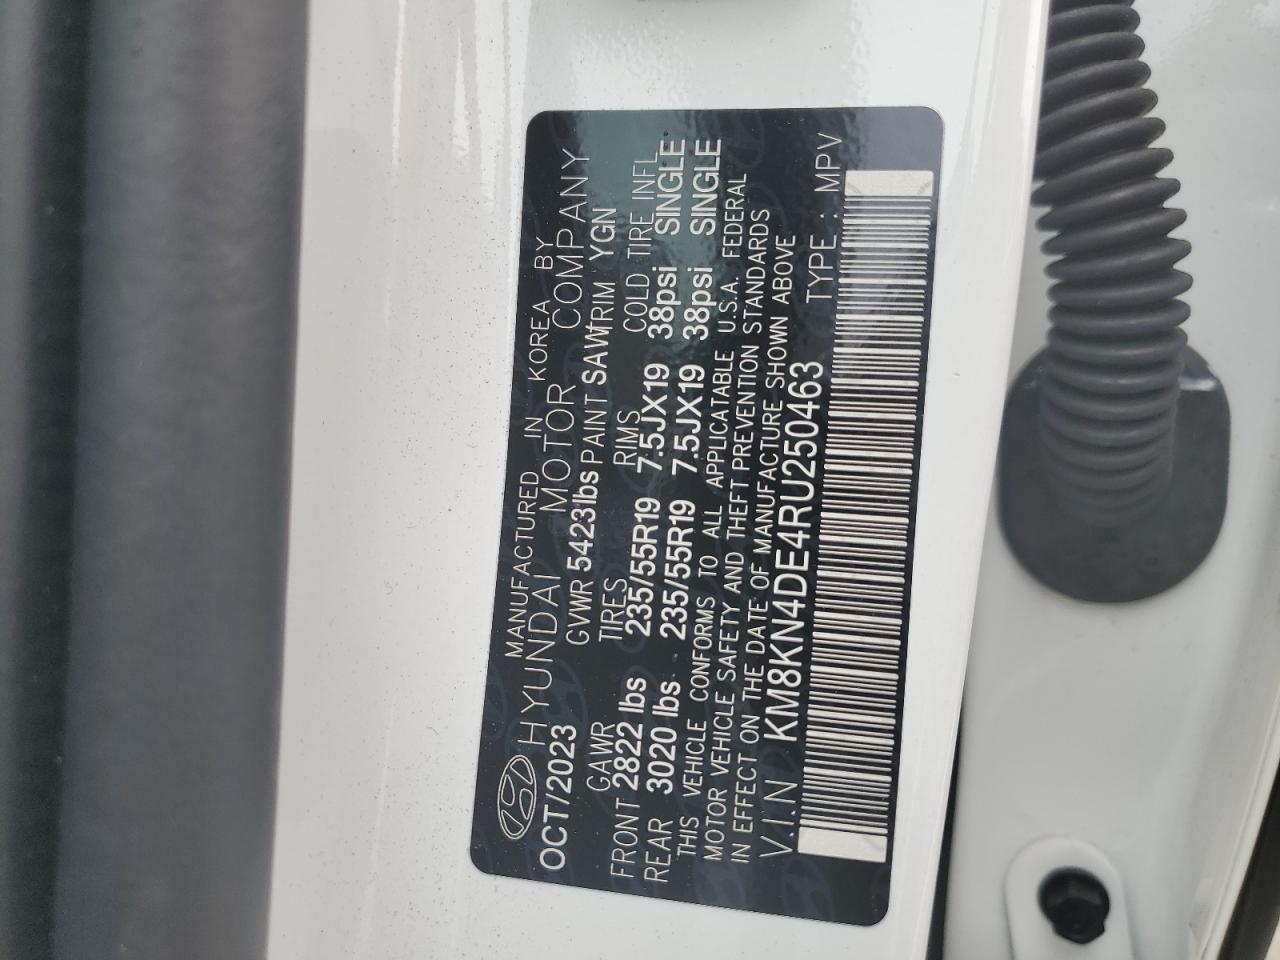 MANUFACTURED IN KOREA BY
HYUNDAI MOTOR COMPANY
OCT/2023 GVWR 5423lbs PAINT SAW TRIM YGN
GAWR TIRES RIMS COLD TIRE INFL
FRONT 2822 lbs 235/55R19 7.5JX19 38psi SINGLE
REAR 3020 lbs 235/55R19 7.5JX19 38psi SINGLE
THIS VEHICLE CONFORMS TO ALL APPLICATABLE U.S.A. FEDERAL
MOTOR VEHICLE SAFETY AND THEFT PREVENTION STANDARDS
IN EFFECT ON THE DATE OF MANUFACTURE SHOWN ABOVE
V.I.N KM8KN4DE4RU250463 TYPE : MPV